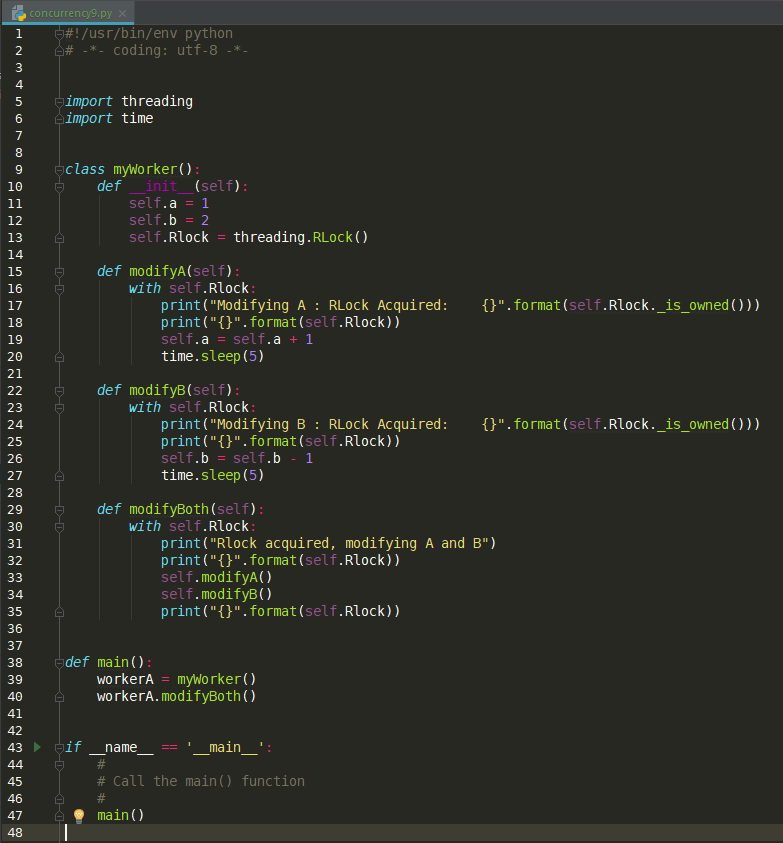 concurrency9.py
1 #!/usr/bin/env python
2 # -*- coding: utf-8 -*-
3
4
5 import threading
6 import time
7
8
9 class myWorker():
10     def __init__(self):
11         self.a = 1
12         self.b = 2
13         self.Rlock = threading.RLock()
14
15     def modifyA(self):
16         with self.Rlock:
17             print("Modifying A : RLock Acquired:    {}".format(self.Rlock._is_owned()))
18             print("{}".format(self.Rlock))
19             self.a = self.a + 1
20             time.sleep(5)
21
22     def modifyB(self):
23         with self.Rlock:
24             print("Modifying B : RLock Acquired:    {}".format(self.Rlock._is_owned()))
25             print("{}".format(self.Rlock))
26             self.b = self.b - 1
27             time.sleep(5)
28
29     def modifyBoth(self):
30         with self.Rlock:
31             print("Rlock acquired, modifying A and B")
32             print("{}".format(self.Rlock))
33             self.modifyA()
34             self.modifyB()
35             print("{}".format(self.Rlock))
36
37
38 def main():
39     workerA = myWorker()
40     workerA.modifyBoth()
41
42
43 if __name__ == '__main__':
44     #
45     # Call the main() function
46     #
47     main()
48